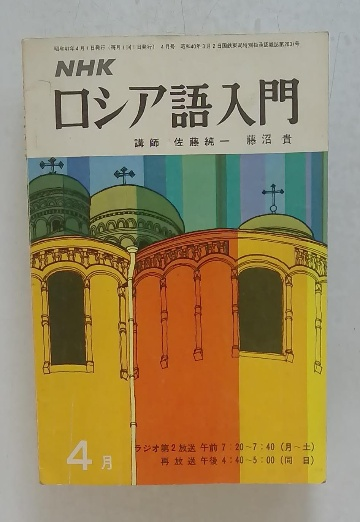 NHK
ロシア語入門
講師 佐藤純一 藤沼貴
4月
ラジオ第2放送 午前7:20〜7:40(月〜土)
再放送 午後4:40〜5:00(同日)